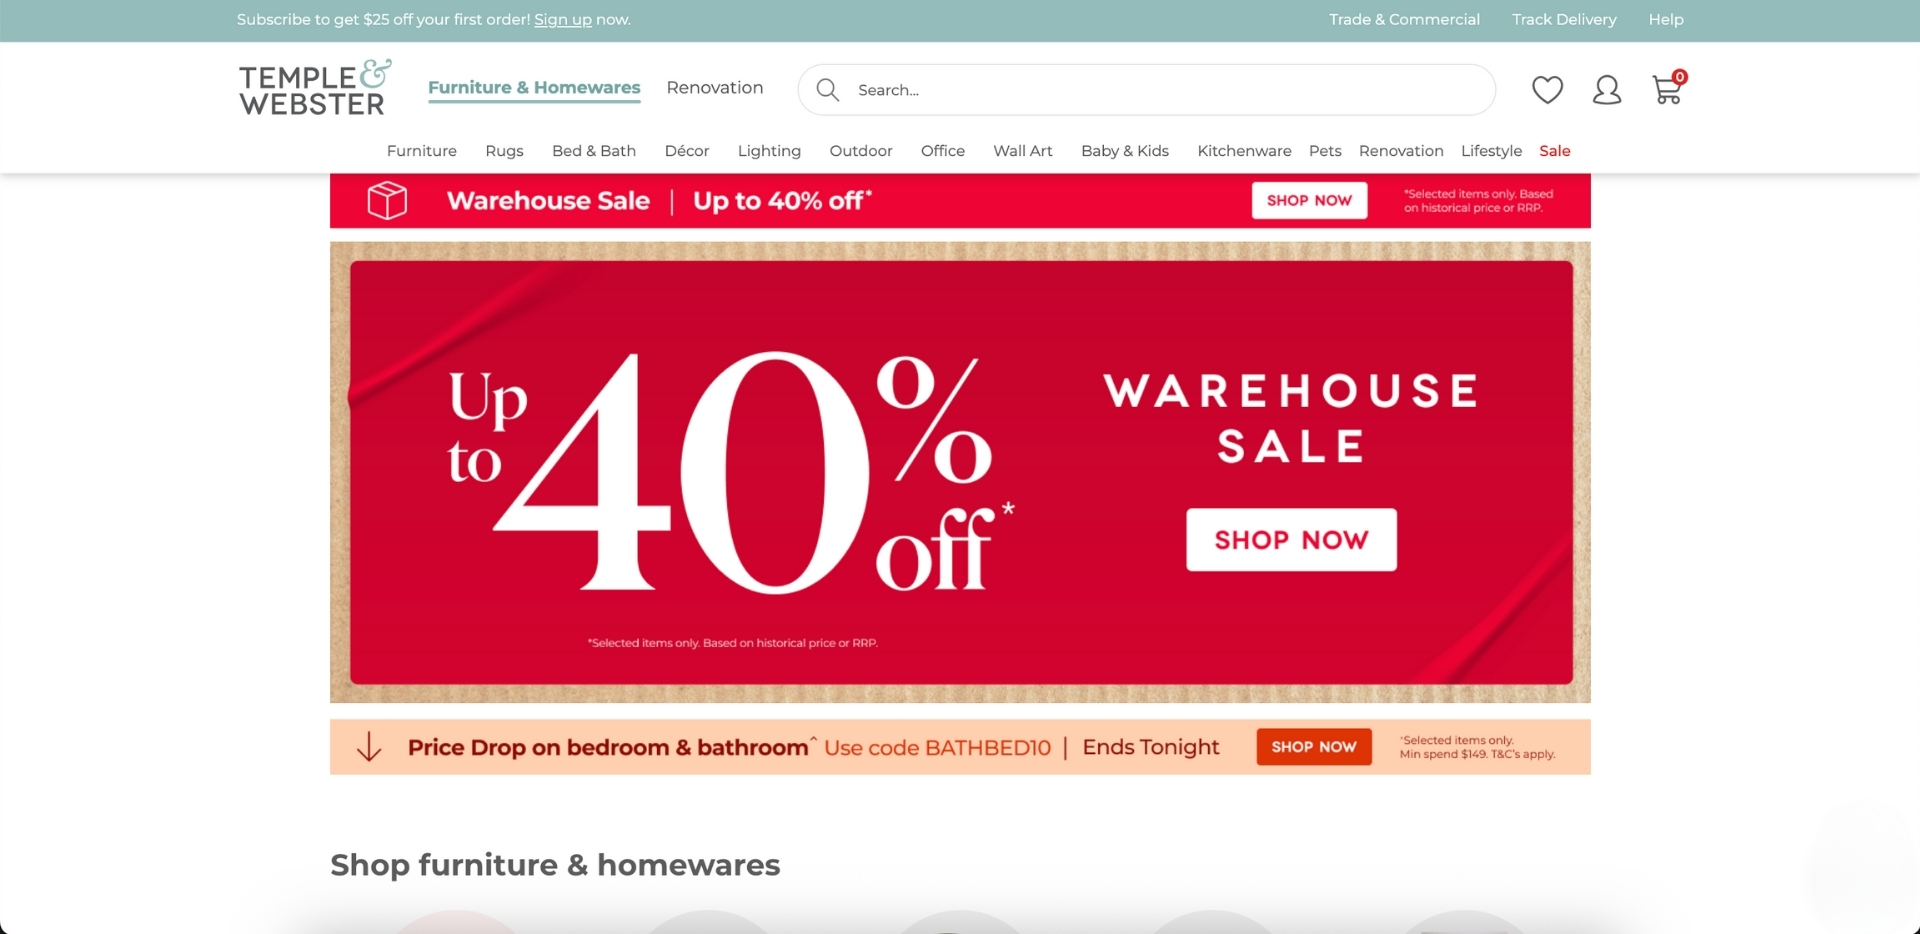 Subscribe to get $25 off your first order! Sign up now.
Trade & Commercial Track Delivery Help
TEMPLE &
WEBSTER
Furniture & Homewares Renovation
Search...
0
Furniture Rugs Bed & Bath Décor Lighting Outdoor Office Wall Art Baby & Kids Kitchenware Pets Renovation Lifestyle Sale
Warehouse Sale | Up to 40% off*
SHOP NOW
*Selected items only. Based
on historical price or RRP.
Up
to
40%
off*
WAREHOUSE
SALE
SHOP NOW
*Selected items only. Based on historical price or RRP.
Price Drop on bedroom & bathroom^ Use code BATHBED10 | Ends Tonight
SHOP NOW
^Selected items only.
Min spend $149. T&C's apply.
Shop furniture & homewares